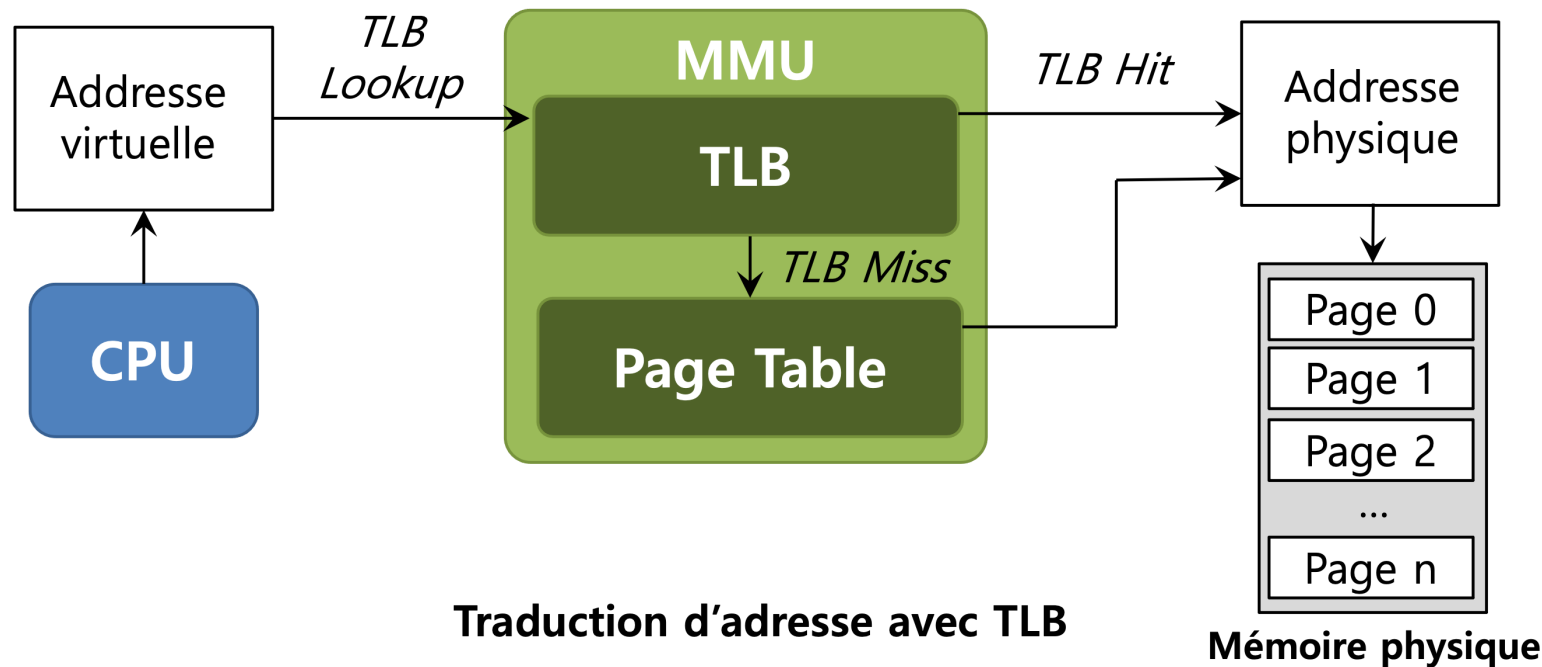 Addresse
virtuelle
TLB
Lookup
MMU
TLB
TLB Hit
Addresse
physique
TLB Miss
CPU
Page Table
Page 0
Page 1
Page 2
...
Page n
Traduction d’adresse avec TLB
Mémoire physique